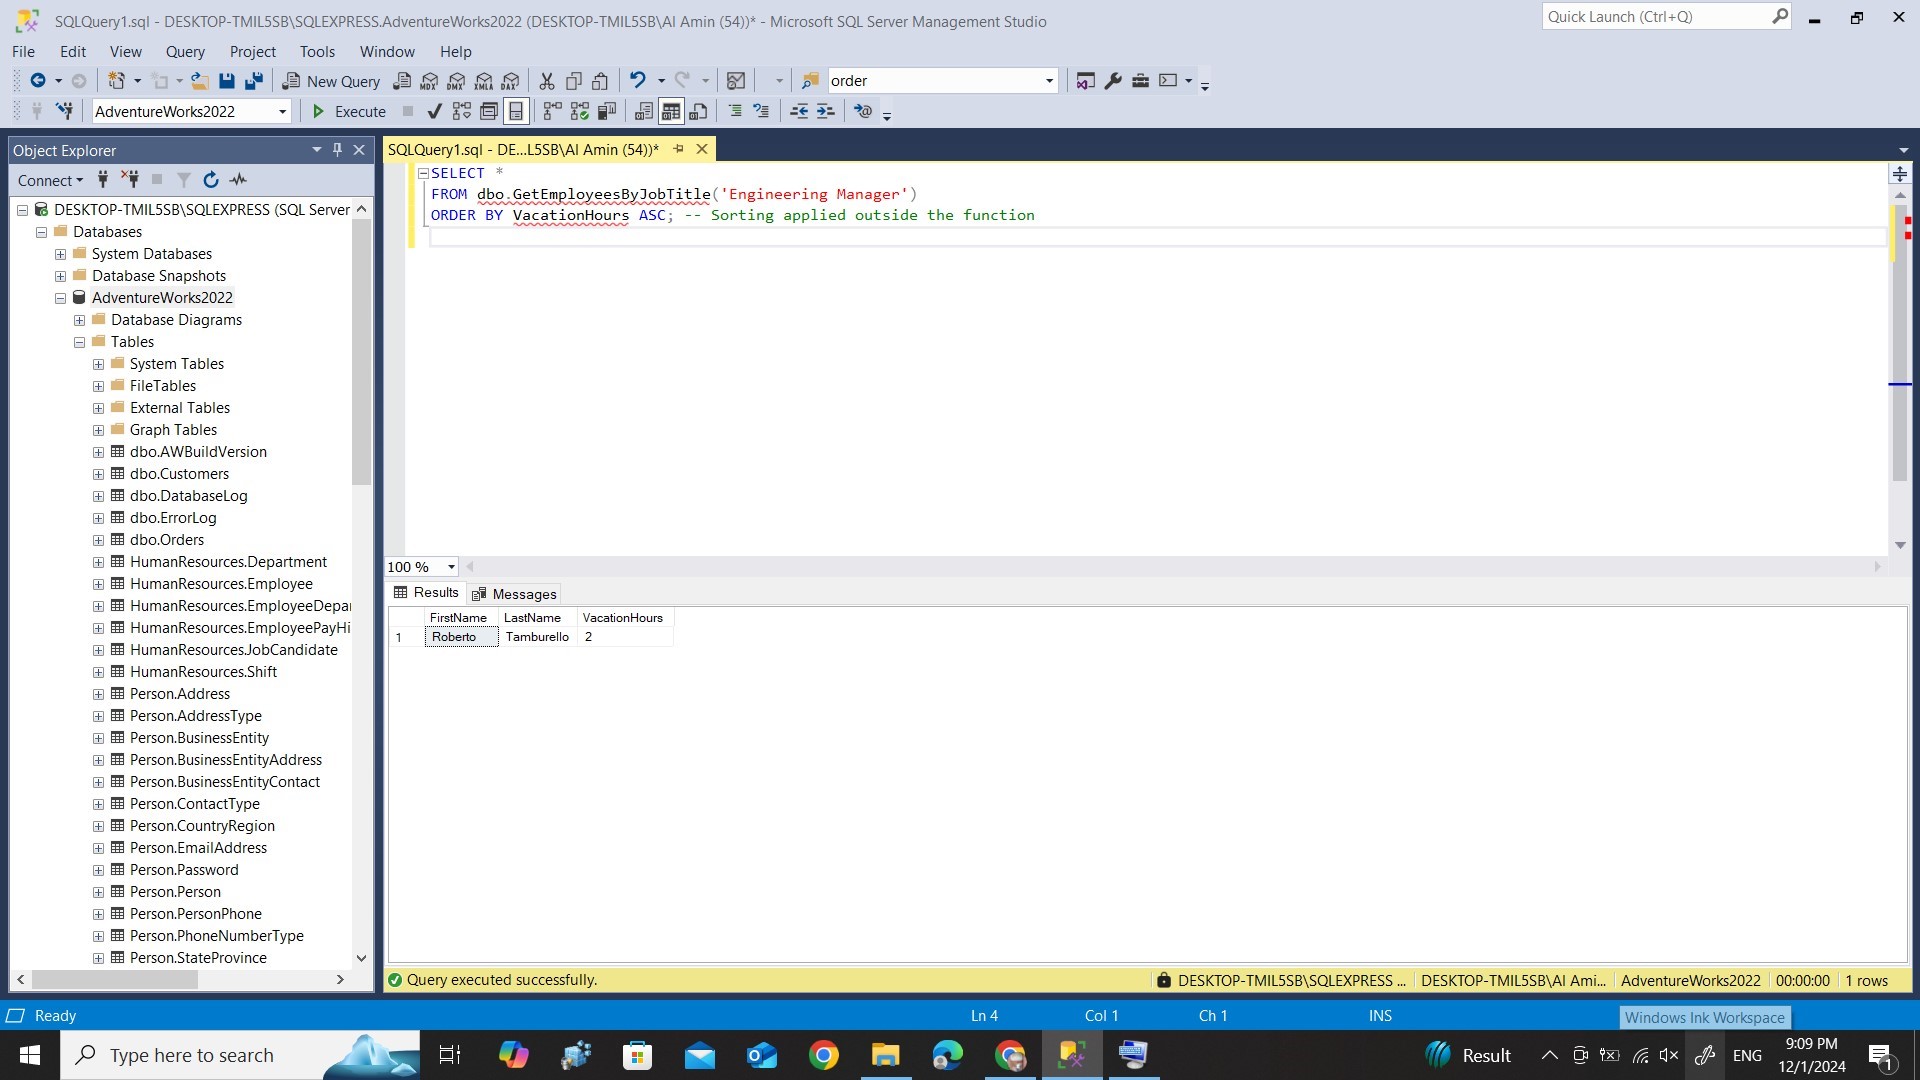 SQLQuery1.sql - DESKTOP-TMIL5SB\SQLEXPRESS.AdventureWorks2022 (DESKTOP-TMIL5SB\Al Amin (54))* - Microsoft SQL Server Management Studio
Quick Launch (Ctrl+Q)
File Edit View Query Project Tools Window Help
New Query
MDX DMX XMLA DAX
order
AdventureWorks2022
Execute
Object Explorer
SQLQuery1.sql - DE...L5SB\Al Amin (54))*
Connect
SELECT *
FROM dbo.GetEmployeesByJobTitle('Engineering Manager')
ORDER BY VacationHours ASC; -- Sorting applied outside the function
DESKTOP-TMIL5SB\SQLEXPRESS (SQL Server
Databases
System Databases
Database Snapshots
AdventureWorks2022
Database Diagrams
Tables
System Tables
FileTables
External Tables
Graph Tables
dbo.AWBuildVersion
dbo.Customers
dbo.DatabaseLog
dbo.ErrorLog
dbo.Orders
HumanResources.Department
HumanResources.Employee
HumanResources.EmployeeDepar
HumanResources.EmployeePayHi
HumanResources.JobCandidate
HumanResources.Shift
Person.Address
Person.AddressType
Person.BusinessEntity
Person.BusinessEntityAddress
Person.BusinessEntityContact
Person.ContactType
Person.CountryRegion
Person.EmailAddress
Person.Password
Person.Person
Person.PersonPhone
Person.PhoneNumberType
Person.StateProvince
100 %
Results Messages
FirstName LastName VacationHours
1 Roberto Tamburello 2
Query executed successfully.
DESKTOP-TMIL5SB\SQLEXPRESS ... DESKTOP-TMIL5SB\Al Ami... AdventureWorks2022 00:00:00 1 rows
Ready
Ln 4 Col 1 Ch 1 INS
Windows Ink Workspace
Type here to search
Result
ENG
9:09 PM
12/1/2024
1